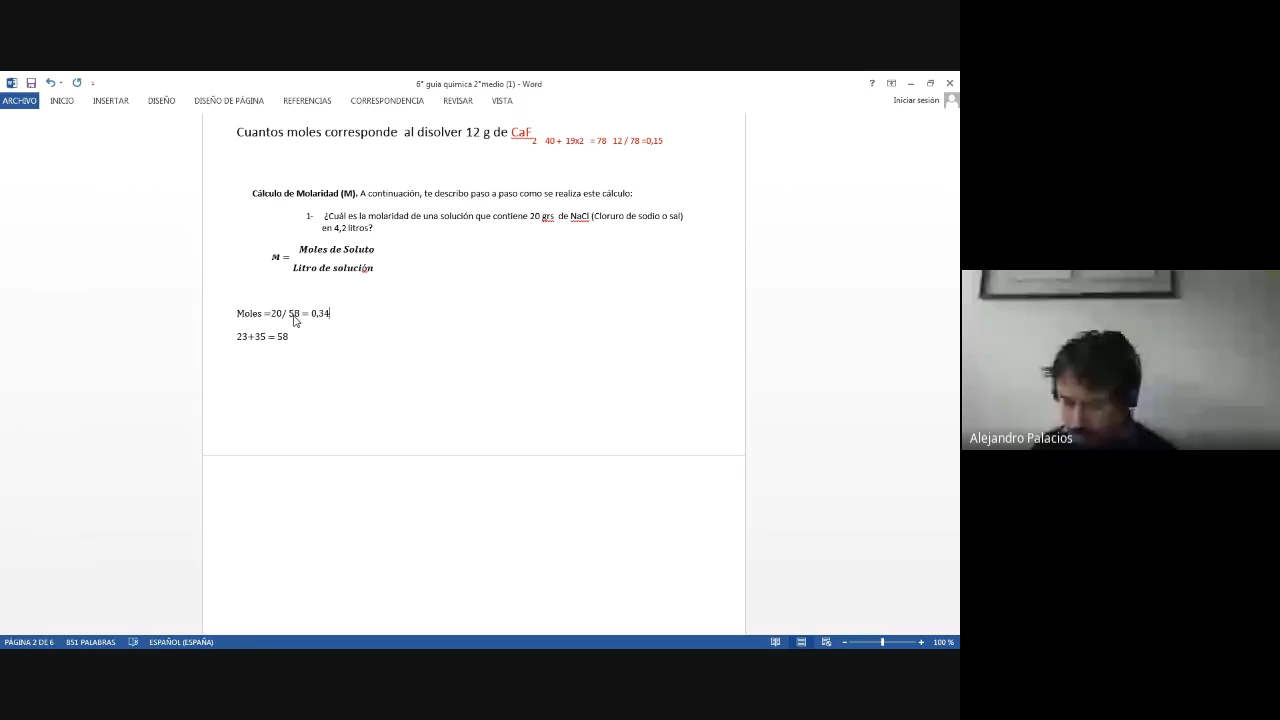 6° guia quimica 2°medio (1) - Word
?
ARCHIVO INICIO INSERTAR DISEÑO DISEÑO DE PÁGINA REFERENCIAS CORRESPONDENCIA REVISAR VISTA
Iniciar sesión
Cuantos moles corresponde al disolver 12 g de CaF2 40 + 19x2 = 78 12 / 78 =0,15
Cálculo de Molaridad (M). A continuación, te describo paso a paso como se realiza este cálculo:
1- ¿Cuál es la molaridad de una solución que contiene 20 grs de NaCl (Cloruro de sodio o sal)
en 4,2 litros?
Moles de Soluto
M =
Litro de solución
Moles =20/ 58 = 0,34
23+35 = 58
Alejandro Palacios
PÁGINA 2 DE 6 851 PALABRAS ESPAÑOL (ESPAÑA) 100 %